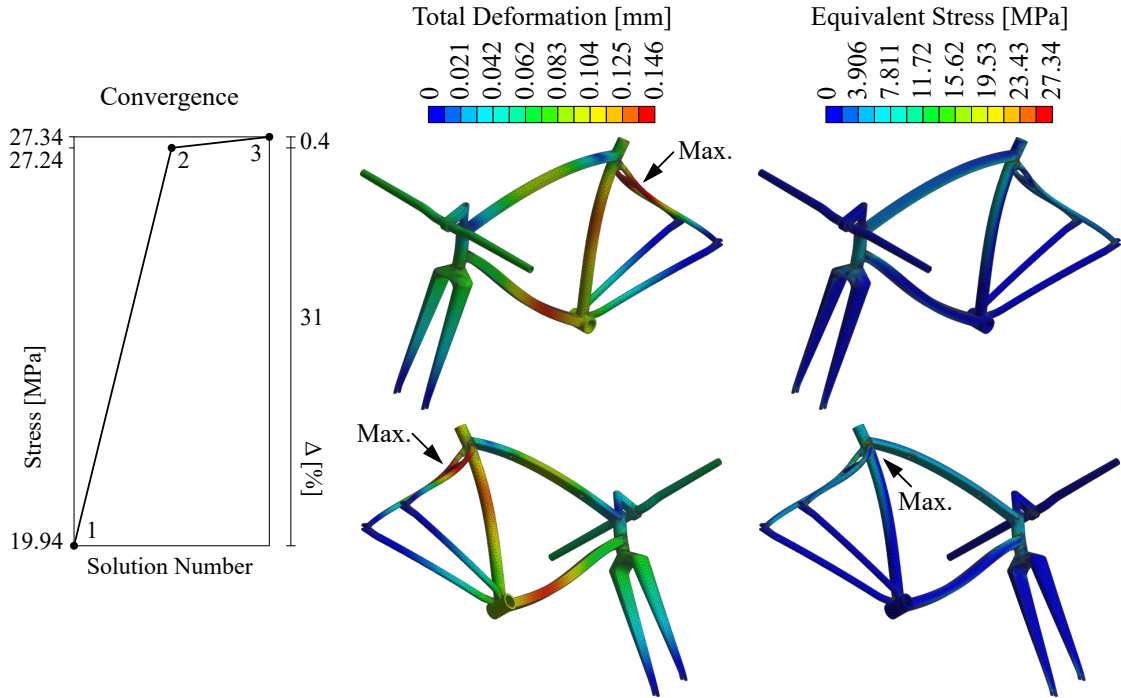 Convergence
27.34
27.24
19.94
Stress [MPa]
1
2
3
0.4
31
Δ [%]
Solution Number
Total Deformation [mm]
0
0.021
0.042
0.062
0.083
0.104
0.125
0.146
Max.
Max.
Equivalent Stress [MPa]
0
3.906
7.811
11.72
15.62
19.53
23.43
27.34
Max.